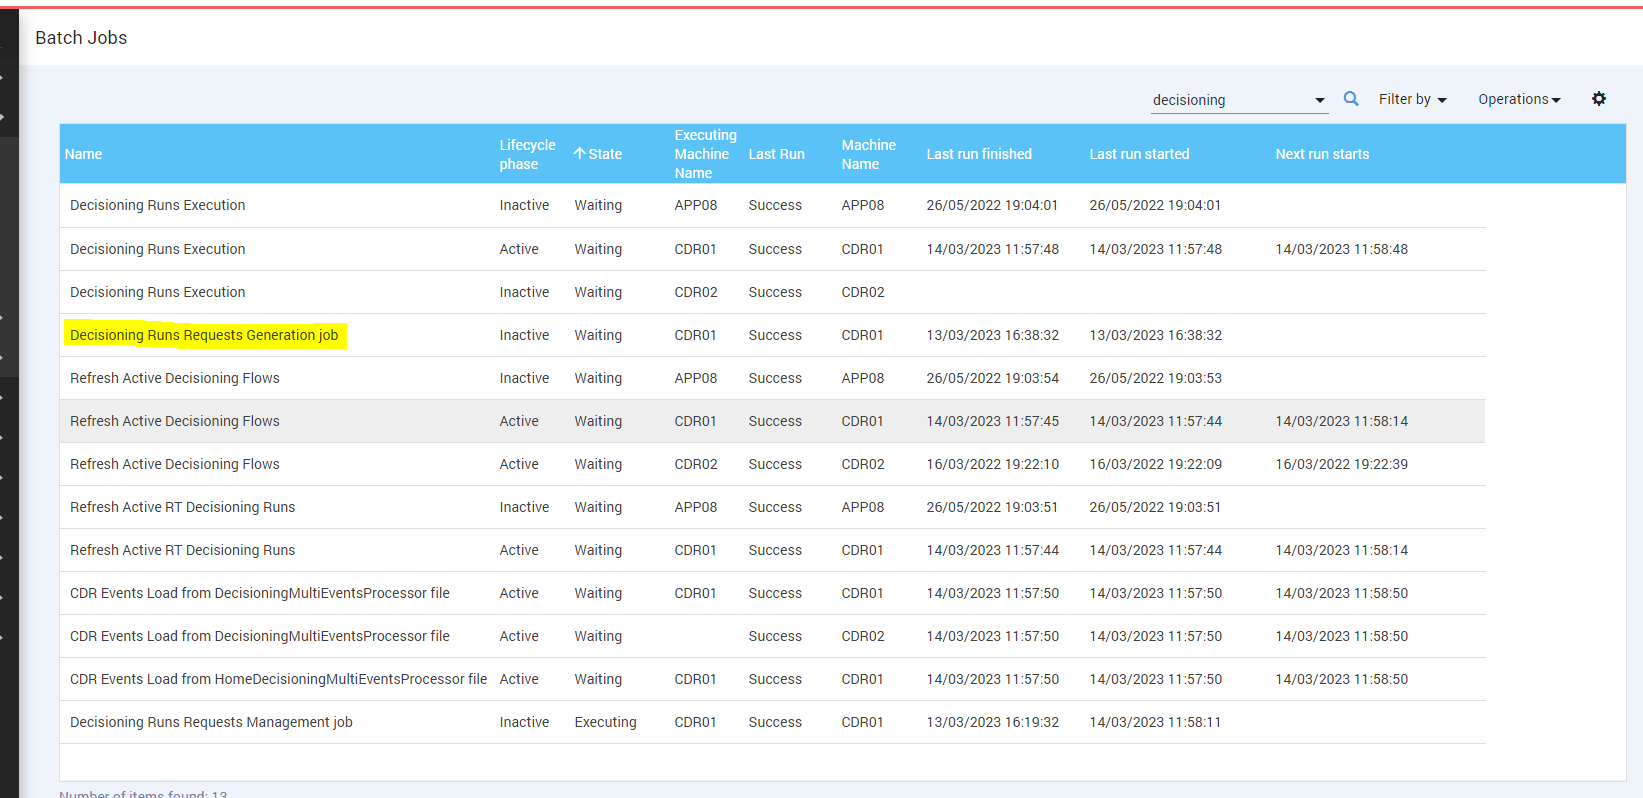 Batch Jobs
decisioning Filter by Operations
Name Lifecycle phase State Executing Machine Name Last Run Machine Name Last run finished Last run started Next run starts
Decisioning Runs Execution Inactive Waiting APP08 Success APP08 26/05/2022 19:04:01 26/05/2022 19:04:01
Decisioning Runs Execution Active Waiting CDR01 Success CDR01 14/03/2023 11:57:48 14/03/2023 11:57:48 14/03/2023 11:58:48
Decisioning Runs Execution Inactive Waiting CDR02 Success CDR02
Decisioning Runs Requests Generation job Inactive Waiting CDR01 Success CDR01 13/03/2023 16:38:32 13/03/2023 16:38:32
Refresh Active Decisioning Flows Inactive Waiting APP08 Success APP08 26/05/2022 19:03:54 26/05/2022 19:03:53
Refresh Active Decisioning Flows Active Waiting CDR01 Success CDR01 14/03/2023 11:57:45 14/03/2023 11:57:44 14/03/2023 11:58:14
Refresh Active Decisioning Flows Active Waiting CDR02 Success CDR02 16/03/2022 19:22:10 16/03/2022 19:22:09 16/03/2022 19:22:39
Refresh Active RT Decisioning Runs Inactive Waiting APP08 Success APP08 26/05/2022 19:03:51 26/05/2022 19:03:51
Refresh Active RT Decisioning Runs Active Waiting CDR01 Success CDR01 14/03/2023 11:57:44 14/03/2023 11:57:44 14/03/2023 11:58:14
CDR Events Load from DecisioningMultiEventsProcessor file Active Waiting CDR01 Success CDR01 14/03/2023 11:57:50 14/03/2023 11:57:50 14/03/2023 11:58:50
CDR Events Load from DecisioningMultiEventsProcessor file Active Waiting Success CDR02 14/03/2023 11:57:50 14/03/2023 11:57:50 14/03/2023 11:58:50
CDR Events Load from HomeDecisioningMultiEventsProcessor file Active Waiting CDR01 Success CDR01 14/03/2023 11:57:50 14/03/2023 11:57:50 14/03/2023 11:58:50
Decisioning Runs Requests Management job Inactive Executing CDR01 Success CDR01 13/03/2023 16:19:32 14/03/2023 11:58:11
Number of items found: 13